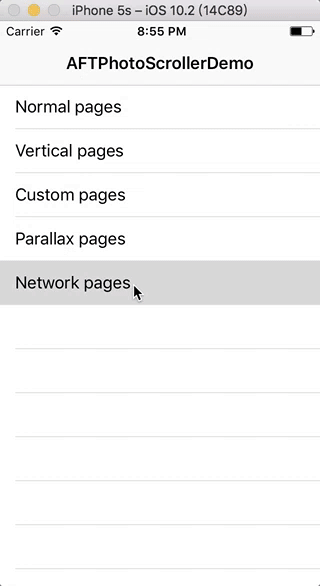 iPhone 5s – iOS 10.2 (14C89)
Carrier 8:55 PM
AFTPhotoScrollerDemo
Normal pages
Vertical pages
Custom pages
Parallax pages
Network pages